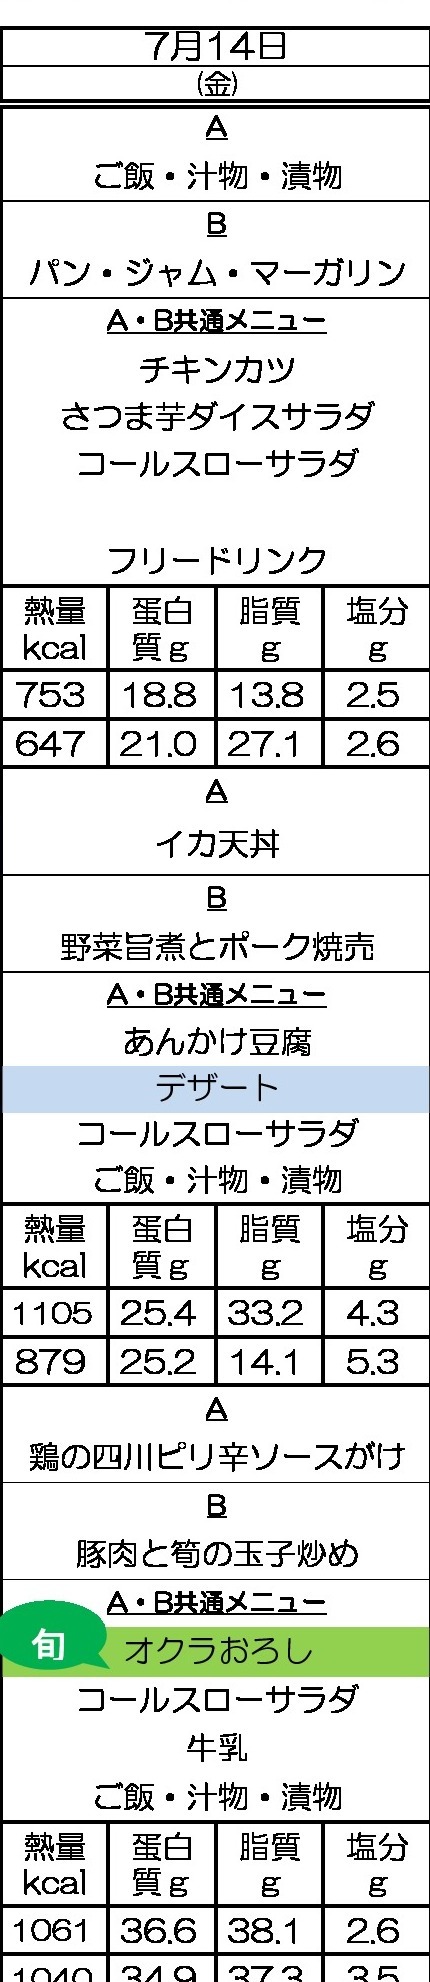 7月14日
(金)
A
ご飯・汁物・漬物
B
パン・ジャム・マーガリン
A・B共通メニュー
チキンカツ
さつま芋ダイスサラダ
コールスローサラダ
フリードリンク
熱量 蛋白 脂質 塩分
kcal 質g g g
753 18.8 13.8 2.5
647 21.0 27.1 2.6
A
イカ天丼
B
野菜旨煮とポーク焼売
A・B共通メニュー
あんかけ豆腐
デザート
コールスローサラダ
ご飯・汁物・漬物
熱量 蛋白 脂質 塩分
kcal 質g g g
1105 25.4 33.2 4.3
879 25.2 14.1 5.3
A
鶏の四川ピリ辛ソースがけ
B
豚肉と筍の玉子炒め
A・B共通メニュー
旬 オクラおろし
コールスローサラダ
牛乳
ご飯・汁物・漬物
熱量 蛋白 脂質 塩分
kcal 質g g g
1061 36.6 38.1 2.6
1040 34.9 37.3 3.5